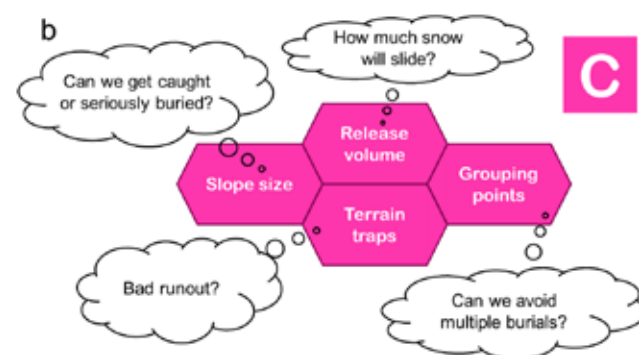 b
How much snow
will slide?
C
Can we get caught
or seriously buried?
Release
volume
Slope size
Grouping
points
Terrain
traps
Bad runout?
Can we avoid
multiple burials?